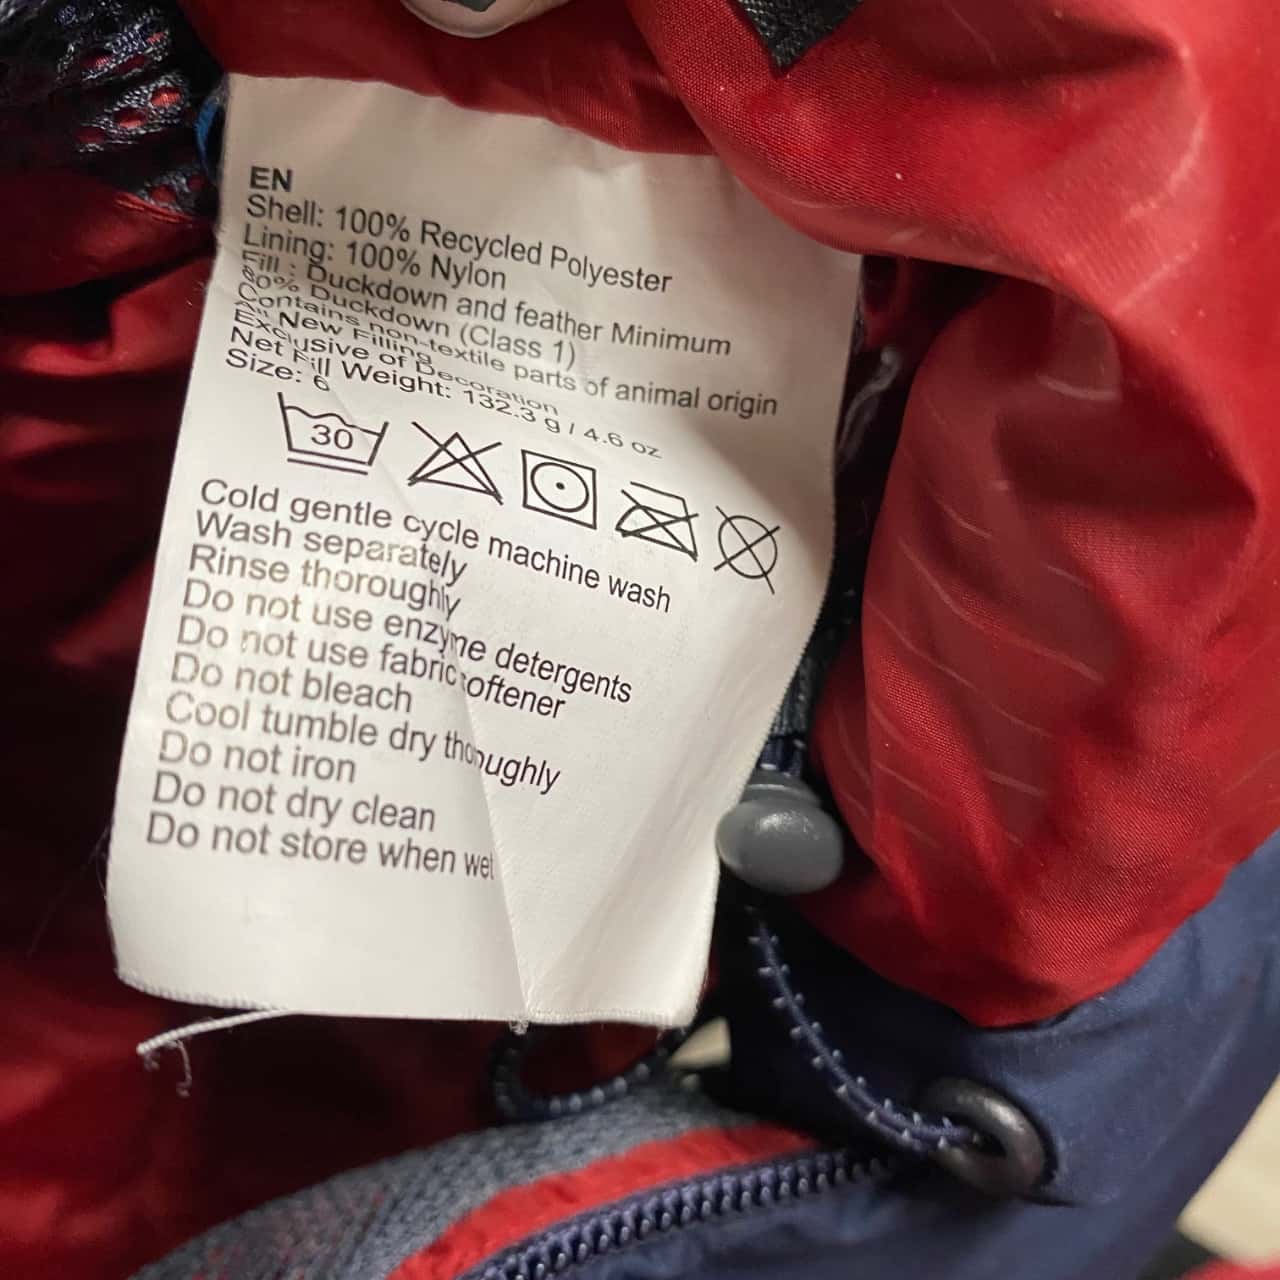 EN
Shell: 100% Recycled Polyester
Lining: 100% Nylon
Fill : Duckdown and feather Minimum
80% Duckdown (Class 1)
Contains non-textile parts of animal origin
All New Filling
Exclusive of Decoration
Net Fill Weight: 132.3 g / 4.6 oz
Size: 6
30
Cold gentle cycle machine wash
Wash separately
Rinse thoroughly
Do not use enzyme detergents
Do not use fabric softener
Do not bleach
Cool tumble dry thoroughly
Do not iron
Do not dry clean
Do not store when wet